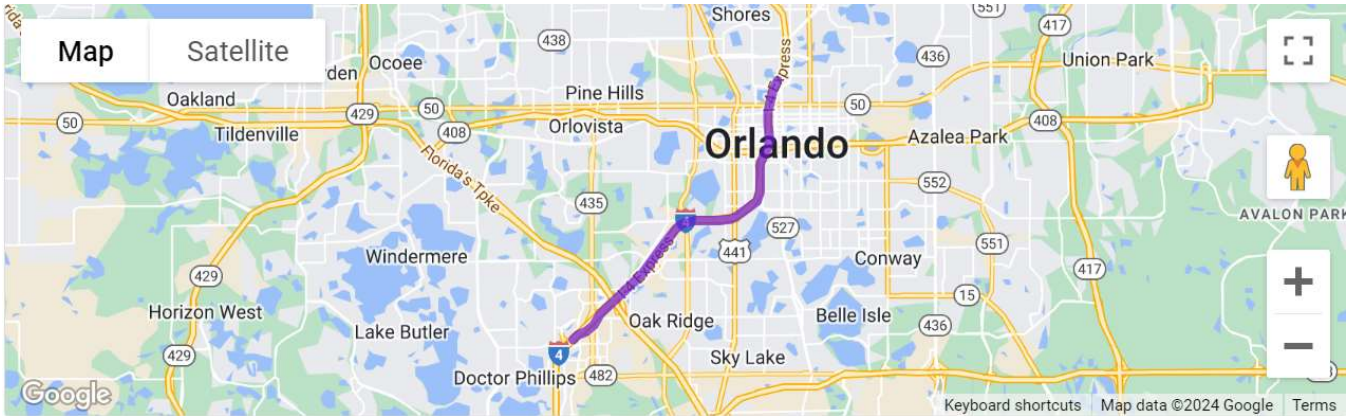 Shores
551
417
Map
Satellite
438
Express
436
Union Park
rida's
Ocoee
rden
Oakland
Pine Hills
50
50
50
429
Tildenville
408
Orlovista
Orlando
Azalea Park
408
Florida's Tpke
435
552
AVALON PARK
527
551
Windermere
441
Conway
417
429
I-4 Express
15
Horizon West
Lake Butler
Oak Ridge
Belle Isle
436
429
4
Sky Lake
Doctor Phillips
482
Google
Keyboard shortcuts
Map data ©2024 Google
Terms